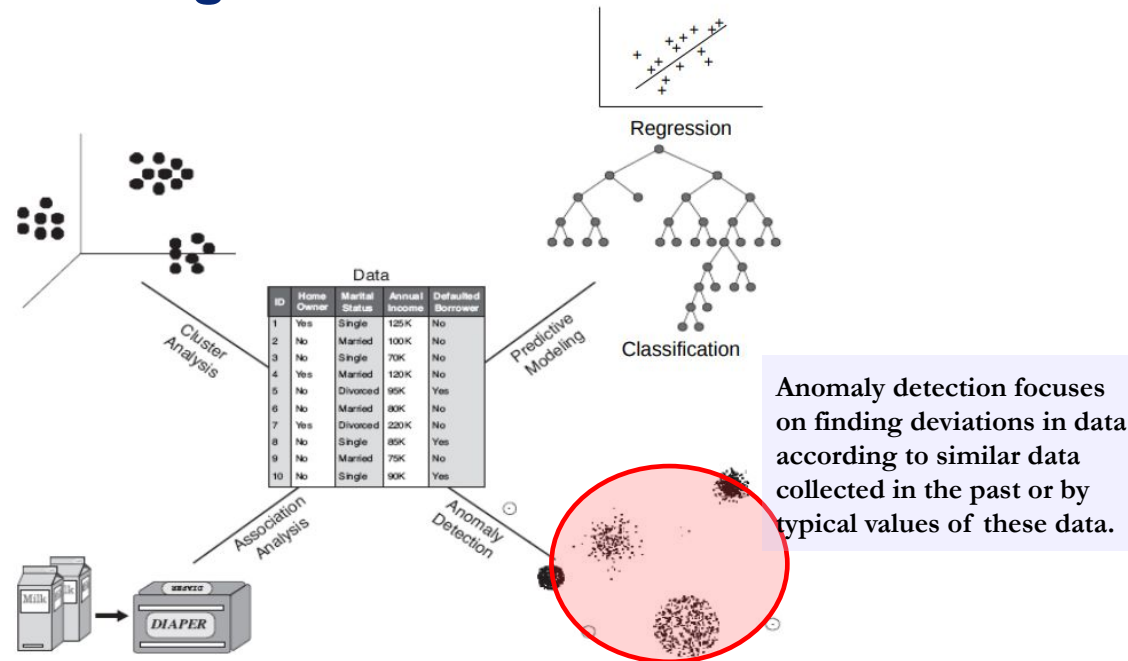 Regression
Data
ID Home Owner Marital Status Annual Income Defaulted Borrower
1 Yes Single 125K No
2 No Married 100K No
3 No Single 70K No
4 Yes Married 120K No
5 No Divorced 95K Yes
6 No Married 80K No
7 Yes Divorced 220K No
8 No Single 85K Yes
9 No Married 75K No
10 No Single 90K Yes
Cluster
Analysis
Predictive
Modeling
Classification
Anomaly detection focuses
on finding deviations in data
according to similar data
collected in the past or by
typical values of these data.
Association
Analysis
Anomaly
Detection
Milk
DIAPER
DIAPER